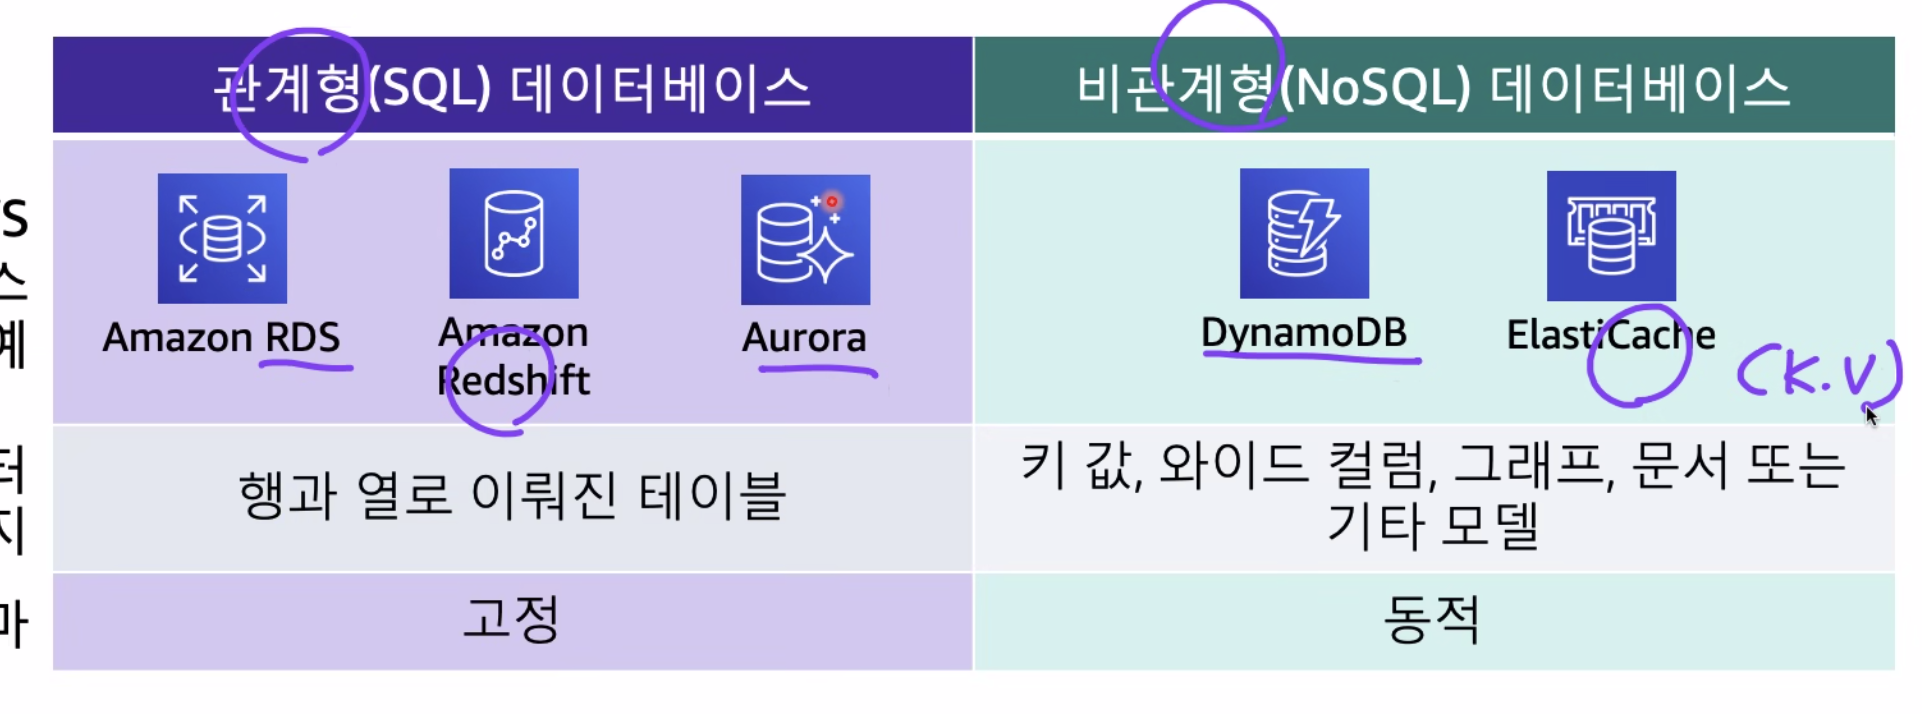 관계형(SQL) 데이터베이스
비관계형(NoSQL) 데이터베이스
S
스
예
Amazon RDS
Amazon
Redshift
Aurora
DynamoDB
ElastiCache
(K.V)
터
지
행과 열로 이뤄진 테이블
키 값, 와이드 컬럼, 그래프, 문서 또는
기타 모델
마
고정
동적